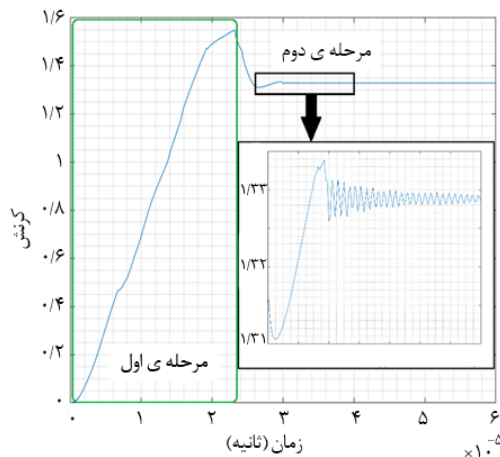 ۱/۶
۱/۴
۱/۲
۱
۰/۸
۰/۶
۰/۴
۰/۲
۰
کرنش
مرحله ی دوم
۱/۳۳
۱/۳۲
۱/۳۱
مرحله ی اول
۰ ۱ ۲ ۳ ۴ ۵ ۶
زمان (ثانیه)
×۱۰⁻⁵